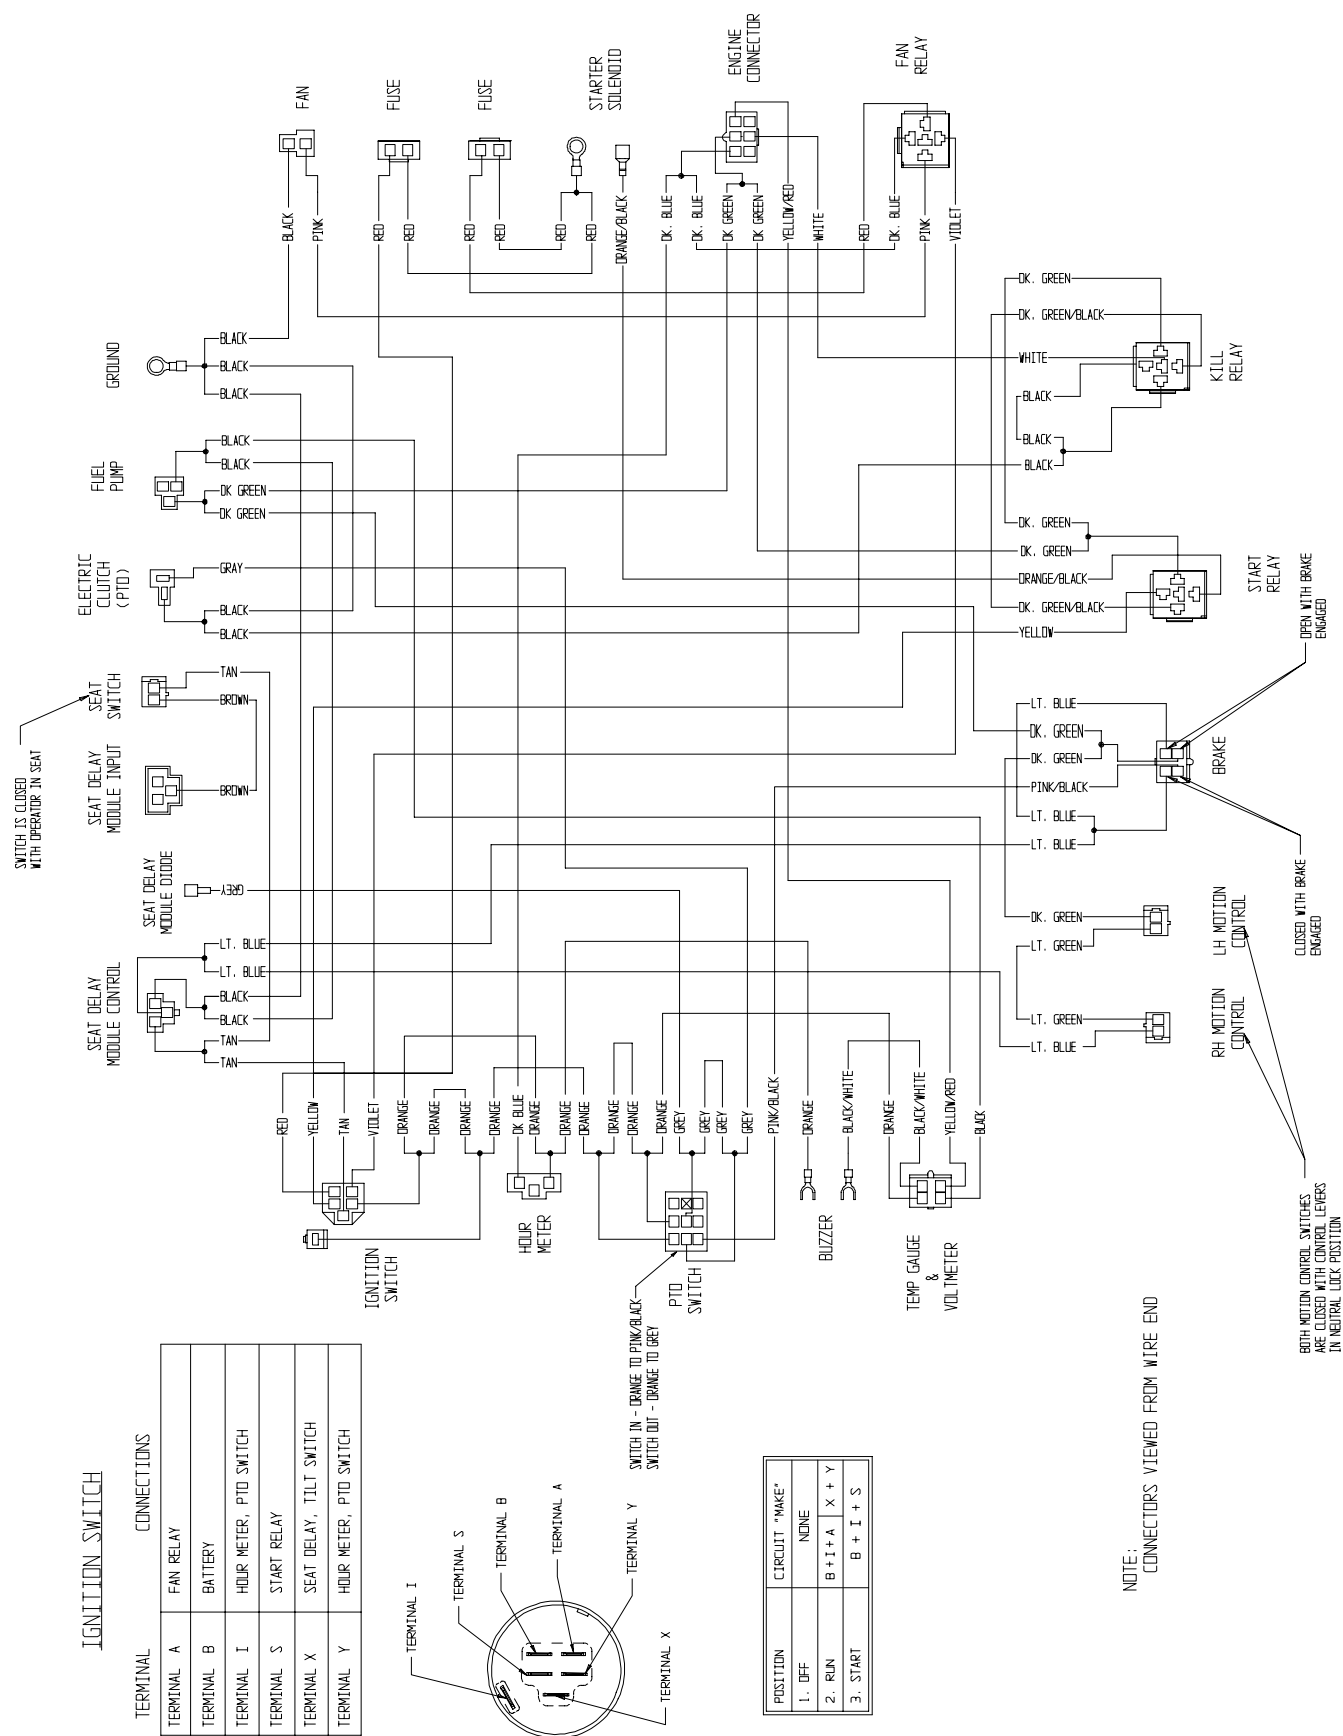 FAN
FUSE
FUSE
STARTER
SOLENOID
ENGINE
CONNECTOR
FAN
RELAY
BLACK
PINK
RED
RED
RED
RED
RED
RED
ORANGE/BLACK
DK. BLUE
DK. BLUE
DK GREEN
DK GREEN
YELLOW/RED
WHITE
RED
DK. BLUE
PINK
VIOLET
GROUND
BLACK
BLACK
BLACK
FUEL
PUMP
BLACK
BLACK
DK GREEN
DK GREEN
ELECTRIC
CLUTCH
(PTO)
GRAY
BLACK
BLACK
SEAT
SWITCH
TAN
BROWN
SWITCH IS CLOSED
WITH OPERATOR IN SEAT
SEAT DELAY
MODULE INPUT
BROWN
SEAT DELAY
MODULE DIODE
GREY
SEAT DELAY
MODULE CONTROL
LT. BLUE
LT. BLUE
BLACK
BLACK
TAN
TAN
DK. GREEN
DK. GREEN/BLACK
WHITE
BLACK
BLACK
BLACK
KILL
RELAY
DK. GREEN
DK. GREEN
ORANGE/BLACK
DK. GREEN/BLACK
YELLOW
START
RELAY
OPEN WITH BRAKE
ENGAGED
LT. BLUE
DK. GREEN
DK. GREEN
PINK/BLACK
LT. BLUE
LT. BLUE
BRAKE
CLOSED WITH BRAKE
ENGAGED
DK. GREEN
LT. GREEN
LH MOTION
CONTROL
LT. GREEN
LT. BLUE
RH MOTION
CONTROL
BOTH MOTION CONTROL SWITCHES
ARE CLOSED WITH CONTROL LEVERS
IN NEUTRAL LOCK POSITION
RED
YELLOW
TAN
VIOLET
ORANGE
ORANGE
ORANGE
ORANGE
DK BLUE
ORANGE
ORANGE
ORANGE
ORANGE
ORANGE
ORANGE
GREY
GREY
GREY
GREY
PINK/BLACK
ORANGE
BLACK/WHITE
ORANGE
BLACK/WHITE
YELLOW/RED
BLACK
IGNITION
SWITCH
HOUR
METER
PTO
SWITCH
SWITCH IN - ORANGE TO PINK/BLACK
SWITCH OUT - ORANGE TO GREY
BUZZER
TEMP GAUGE
&
VOLTMETER
IGNITION SWITCH
TERMINAL CONNECTIONS
TERMINAL A FAN RELAY
TERMINAL B BATTERY
TERMINAL I HOUR METER, PTO SWITCH
TERMINAL S START RELAY
TERMINAL X SEAT DELAY, TILT SWITCH
TERMINAL Y HOUR METER, PTO SWITCH
TERMINAL I
TERMINAL S
TERMINAL B
TERMINAL A
TERMINAL Y
TERMINAL X
POSITION CIRCUIT "MAKE"
1. OFF NONE
2. RUN B+I+A X + Y
3. START B + I + S
NOTE:
CONNECTORS VIEWED FROM WIRE END